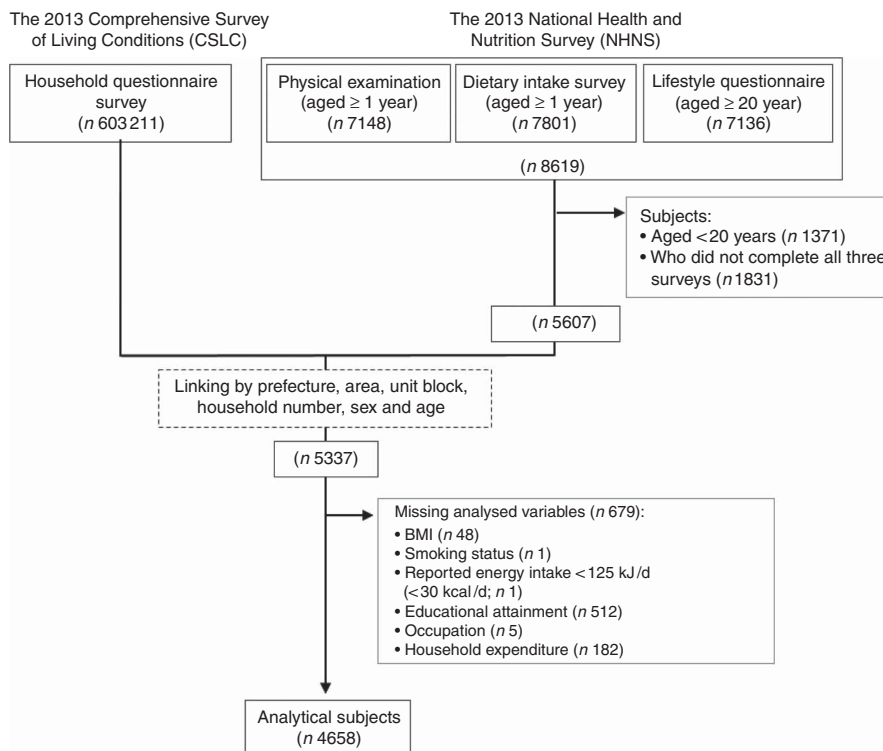 The 2013 Comprehensive Survey
of Living Conditions (CSLC)
The 2013 National Health and
Nutrition Survey (NHNS)
Household questionnaire
survey
(n 603 211)
Physical examination
(aged ≥ 1 year)
(n 7148)
Dietary intake survey
(aged ≥ 1 year)
(n 7801)
Lifestyle questionnaire
(aged ≥ 20 year)
(n 7136)
(n 8619)
Subjects:
• Aged <20 years (n 1371)
• Who did not complete all three
surveys (n 1831)
(n 5607)
Linking by prefecture, area, unit block,
household number, sex and age
(n 5337)
Missing analysed variables (n 679):
• BMI (n 48)
• Smoking status (n 1)
• Reported energy intake <125 kJ/d
(<30 kcal/d; n 1)
• Educational attainment (n 512)
• Occupation (n 5)
• Household expenditure (n 182)
Analytical subjects
(n 4658)